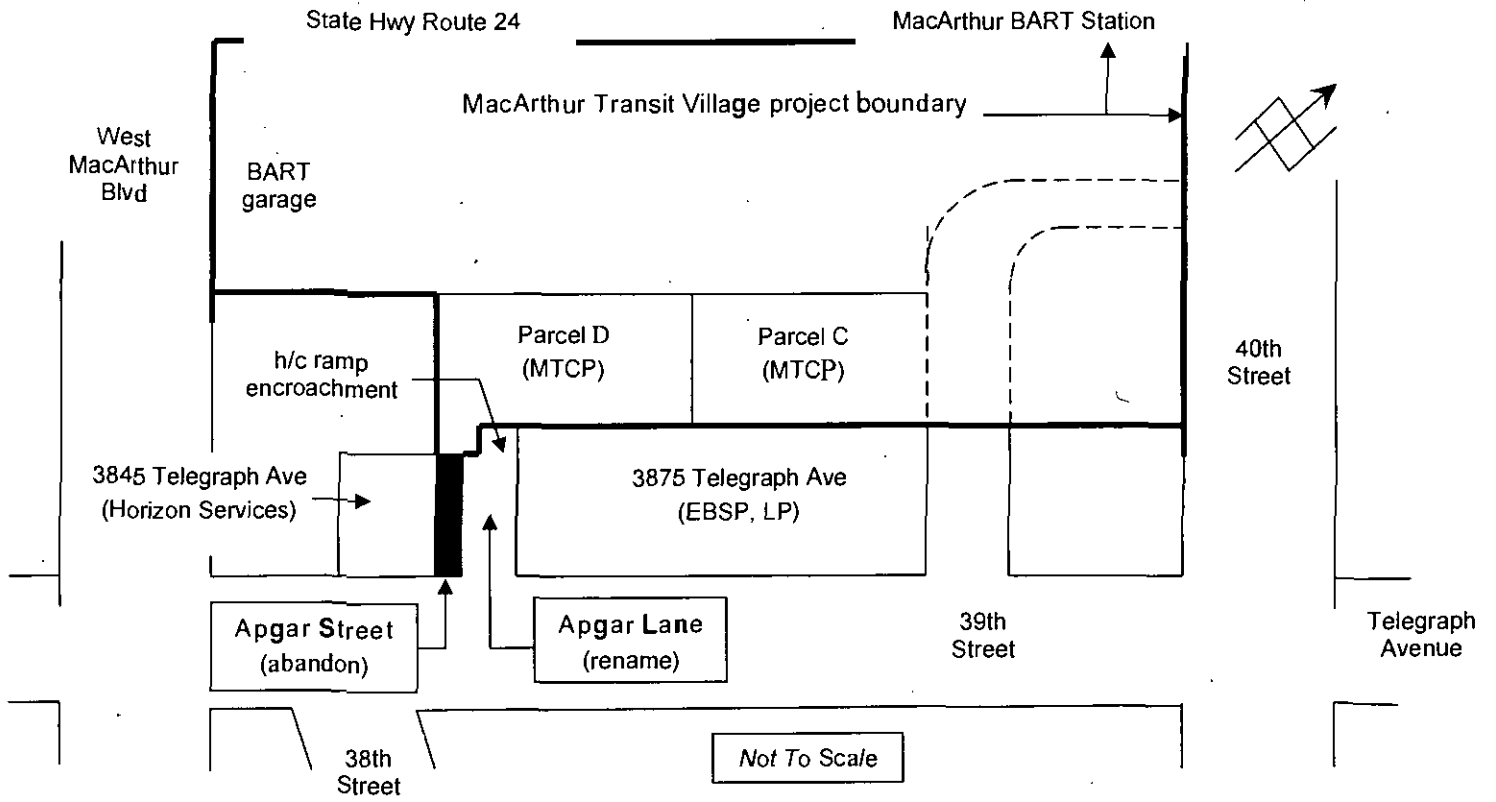 State Hwy Route 24
MacArthur BART Station
MacArthur Transit Village project boundary
West
MacArthur
Blvd
BART
garage
Parcel D
(MTCP)
Parcel C
(MTCP)
h/c ramp
encroachment
40th
Street
3845 Telegraph Ave
(Horizon Services)
3875 Telegraph Ave
(EBSP, LP)
Apgar Street
(abandon)
Apgar Lane
(rename)
39th
Street
Telegraph
Avenue
38th
Street
Not To Scale